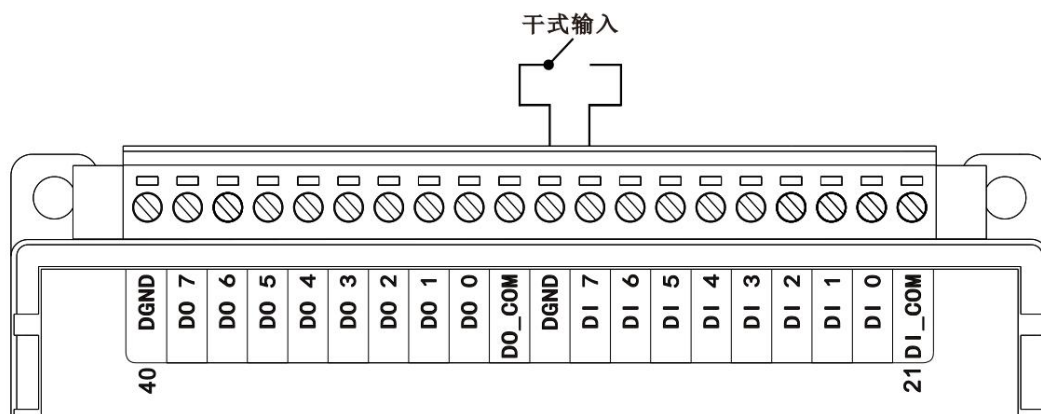 干式输入
DGND
DO 7
DO 6
DO 5
DO 4
DO 3
DO 2
DO 1
DO 0
DO_COM
DGND
DI 7
DI 6
DI 5
DI 4
DI 3
DI 2
DI 1
DI 0
DI_COM
40
21